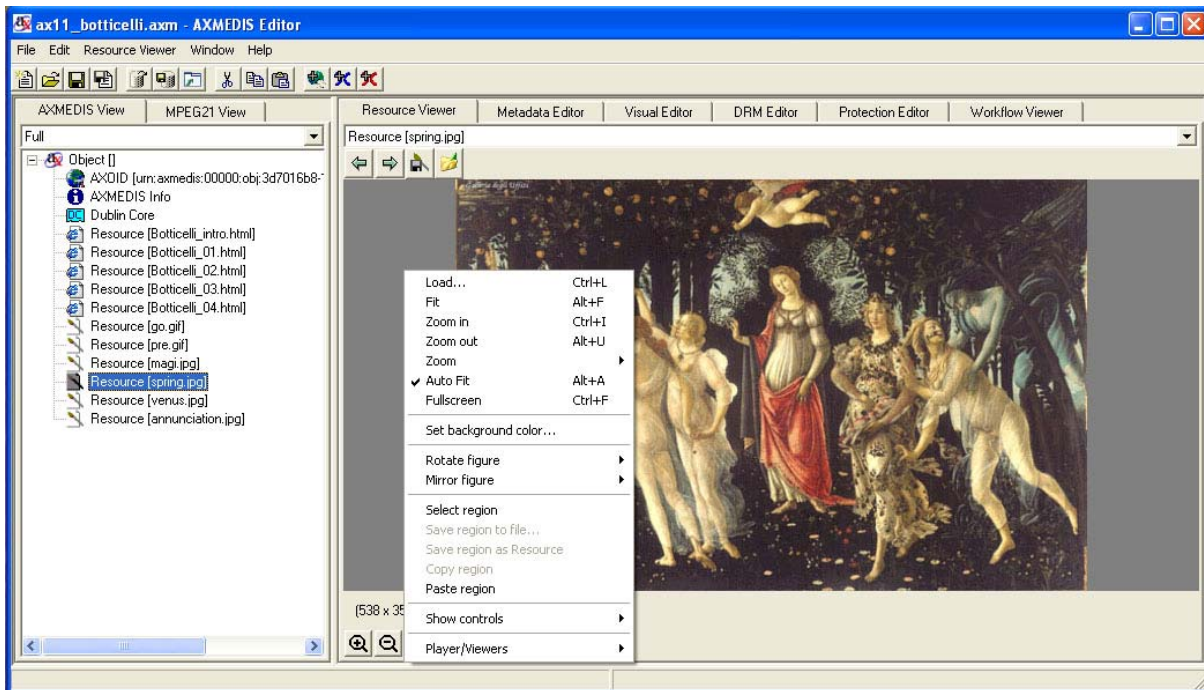 ax11_botticelli.axm - AXMEDIS Editor
File Edit Resource Viewer Window Help
AXMEDIS View MPEG21 View
Full
Object []
AXOID [urn:axmedis:00000:obj:3d7016b8-
AXMEDIS Info
DC Dublin Core
Resource [Botticelli_intro.html]
Resource [Botticelli_01.html]
Resource [Botticelli_02.html]
Resource [Botticelli_03.html]
Resource [Botticelli_04.html]
Resource [go.gif]
Resource [pre.gif]
Resource [magi.jpg]
Resource [spring.jpg]
Resource [venus.jpg]
Resource [annunciation.jpg]
Resource Viewer Metadata Editor Visual Editor DRM Editor Protection Editor Workflow Viewer
Resource [spring.jpg]
Galleria degli Uffizi
Load... Ctrl+L
Fit Alt+F
Zoom in Ctrl+I
Zoom out Alt+U
Zoom
Auto Fit Alt+A
Fullscreen Ctrl+F
Set background color...
Rotate figure
Mirror figure
Select region
Save region to file...
Save region as Resource
Copy region
Paste region
Show controls
Player/Viewers
(538 x 35